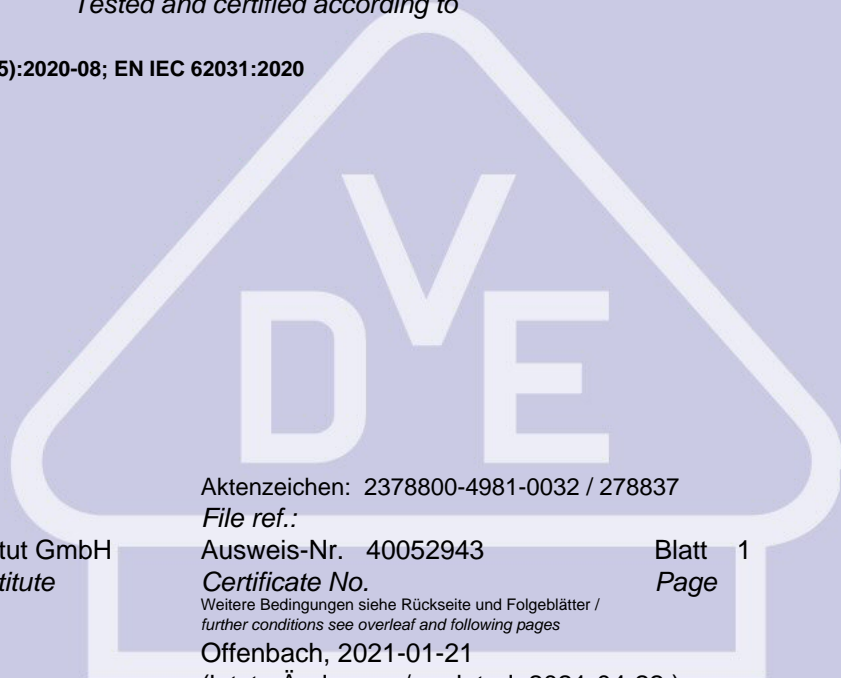 Tested and certified according to
5):2020-08; EN IEC 62031:2020
VDE
Aktenzeichen: 2378800-4981-0032 / 278837
File ref.:
tut GmbH Ausweis-Nr. 40052943 Blatt 1
titute Certificate No. Page
Weitere Bedingungen siehe Rückseite und Folgeblätter /
further conditions see overleaf and following pages
Offenbach, 2021-01-21